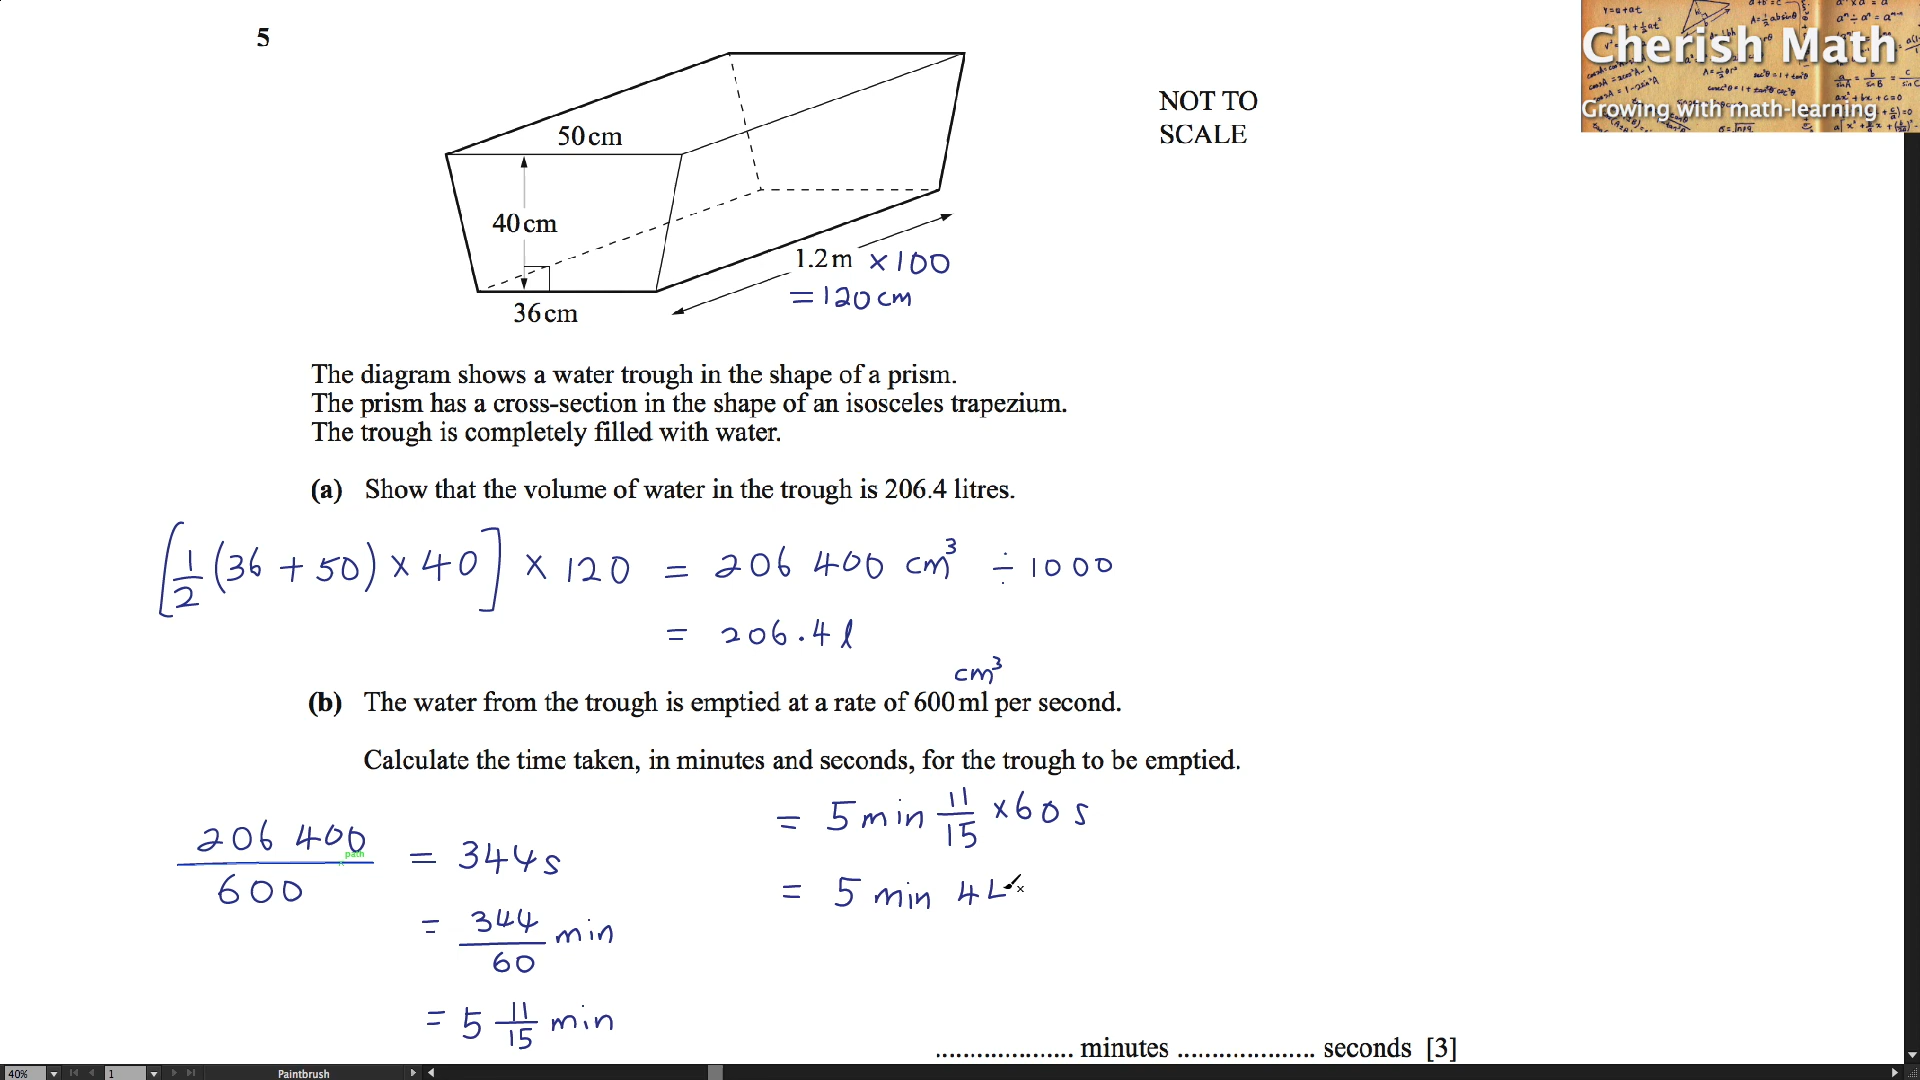 5
Cherish Math
Growing with math-learning
NOT TO
SCALE
50 cm
40 cm
36 cm
1.2 m × 100
= 120 cm
The diagram shows a water trough in the shape of a prism.
The prism has a cross-section in the shape of an isosceles trapezium.
The trough is completely filled with water.
(a) Show that the volume of water in the trough is 206.4 litres.
[1/2 (36 + 50) × 40] × 120 = 206 400 cm³ ÷ 1000
= 206.4 l
cm³
(b) The water from the trough is emptied at a rate of 600 ml per second.
Calculate the time taken, in minutes and seconds, for the trough to be emptied.
206 400 / 600 = 344 s
path
= 344/60 min
= 5 11/15 min
= 5 min 11/15 × 60 s
= 5 min 4
.................... minutes .................... seconds [3]
40% 1 Paintbrush